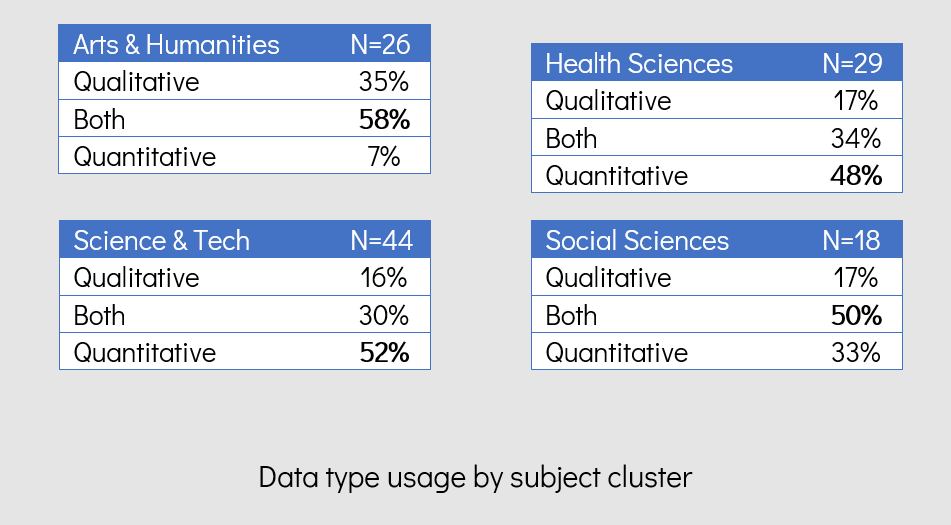 Arts & Humanities N=26
Qualitative 35%
Both 58%
Quantitative 7%
Health Sciences N=29
Qualitative 17%
Both 34%
Quantitative 48%
Science & Tech N=44
Qualitative 16%
Both 30%
Quantitative 52%
Social Sciences N=18
Qualitative 17%
Both 50%
Quantitative 33%
Data type usage by subject cluster